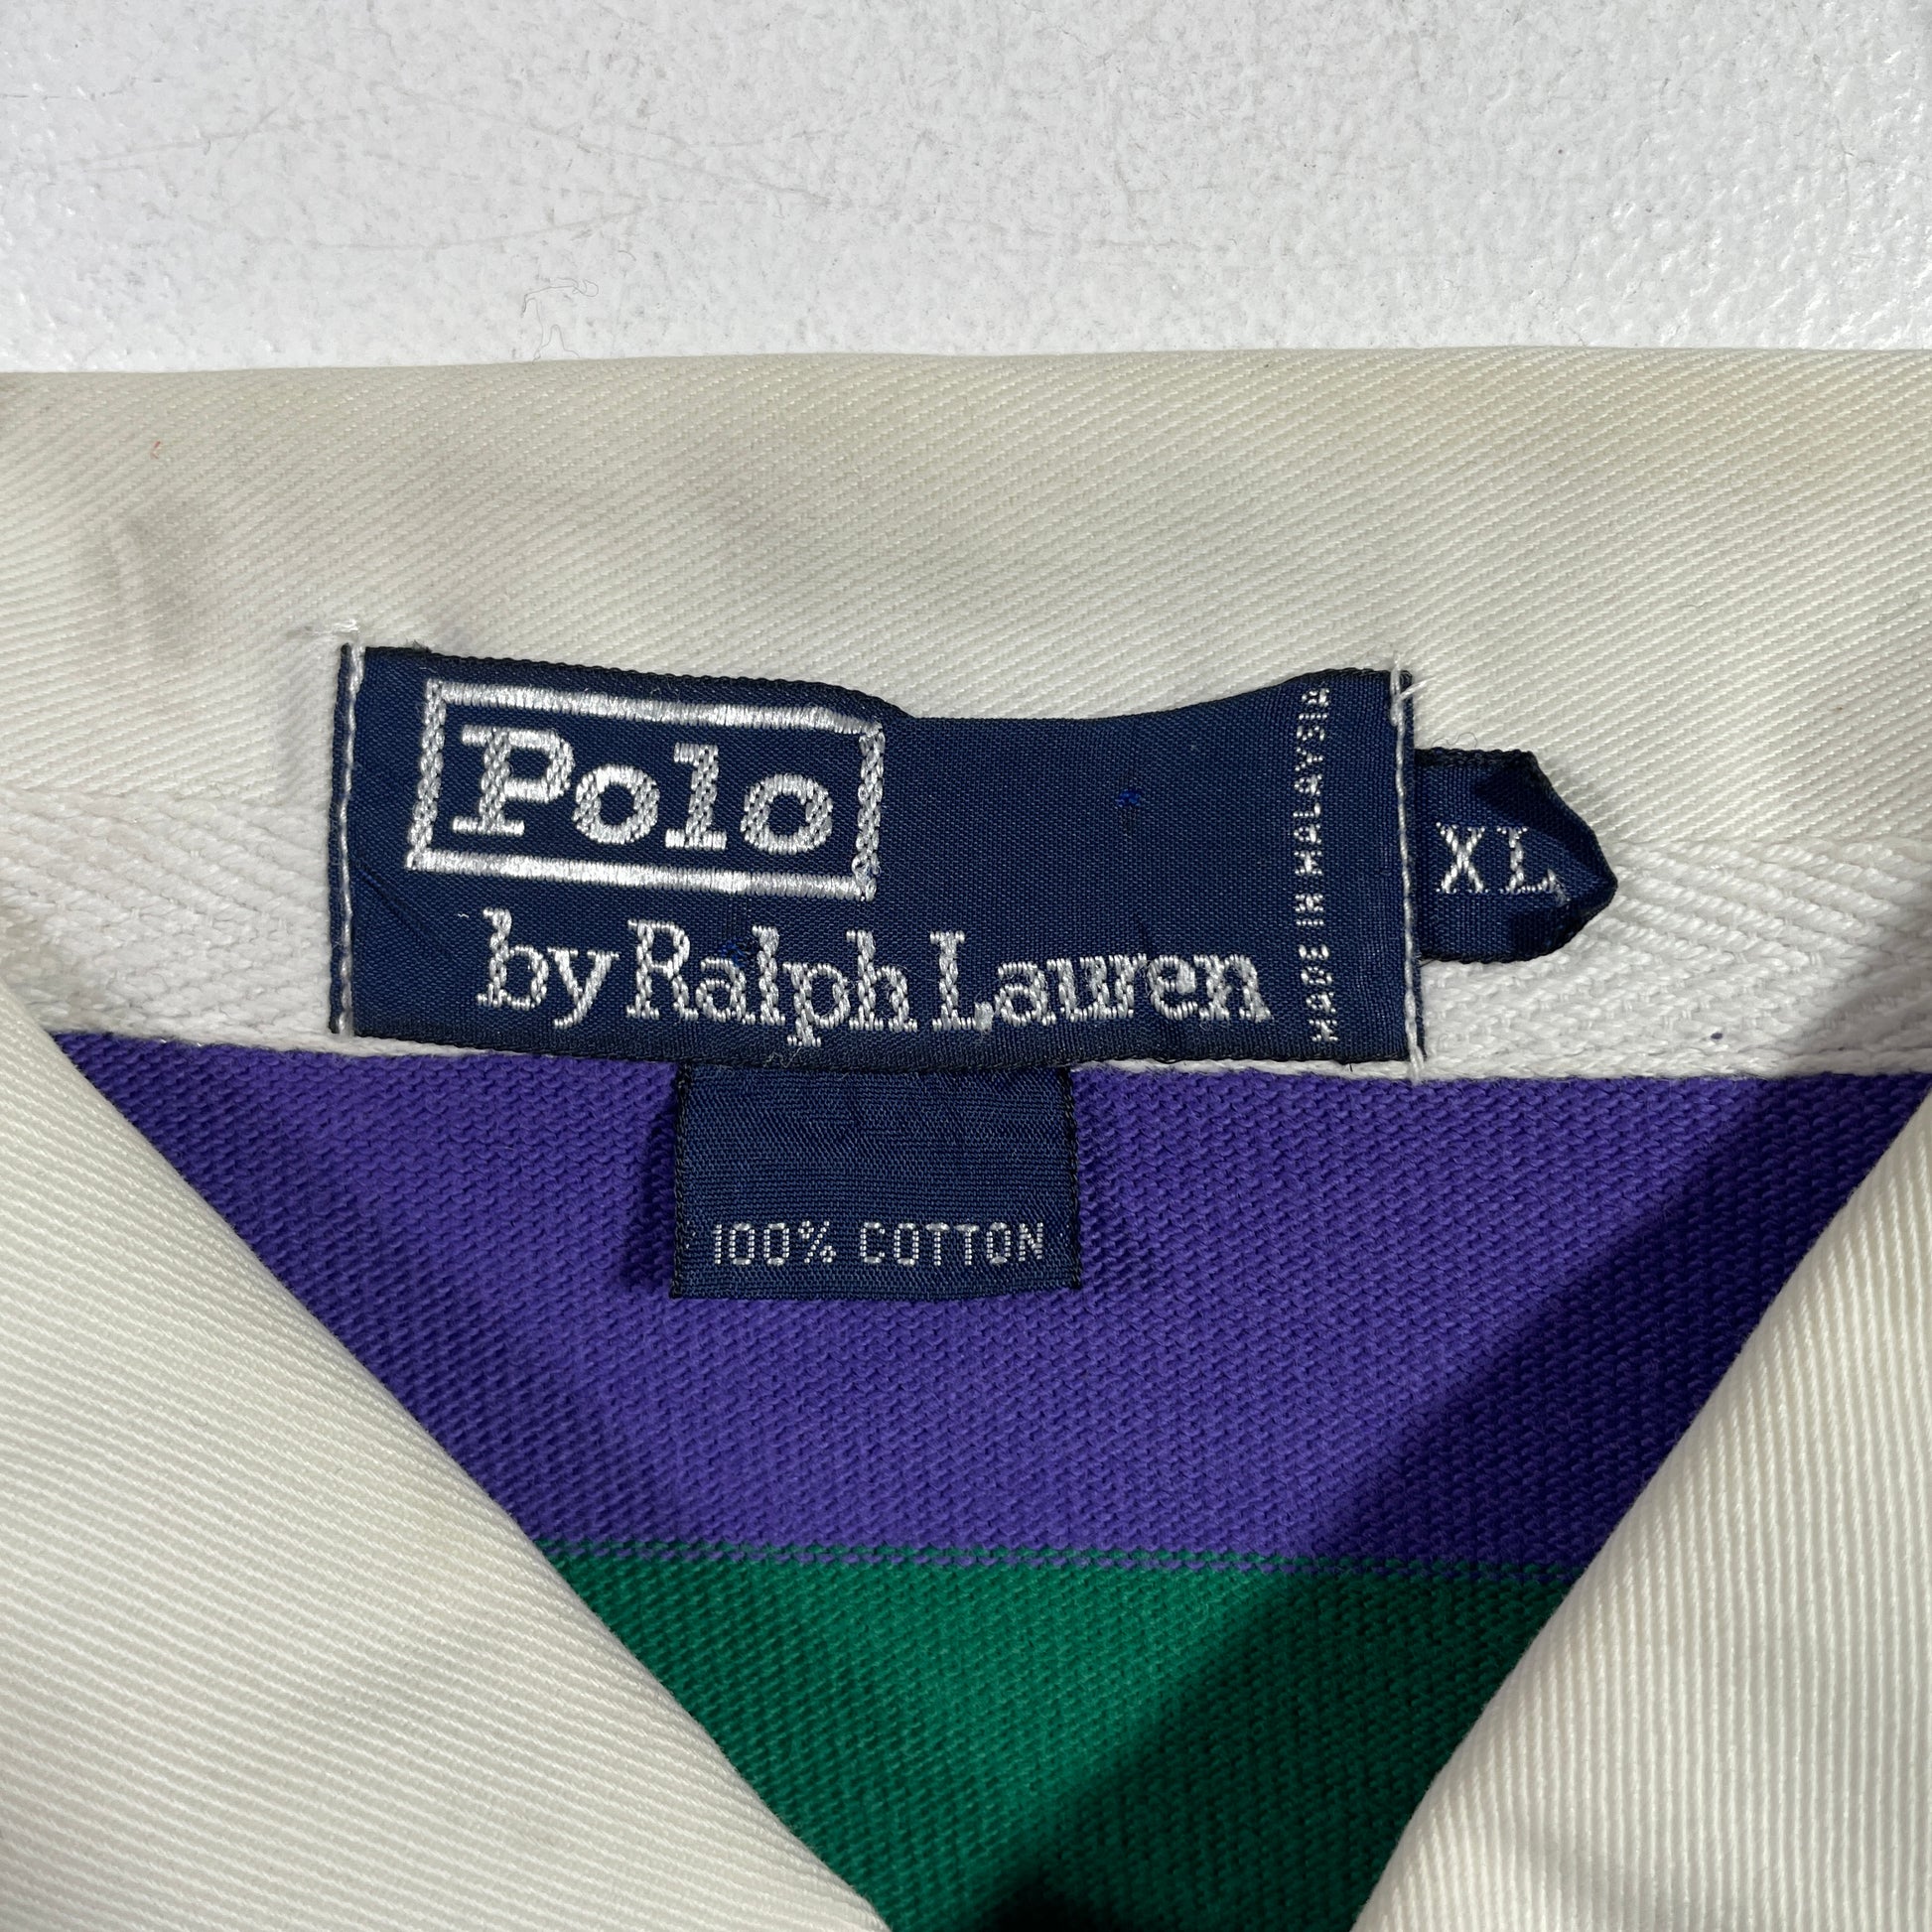 Polo
by Ralph Lauren
MADE IN MALAYSIA
XL
100% COTTON